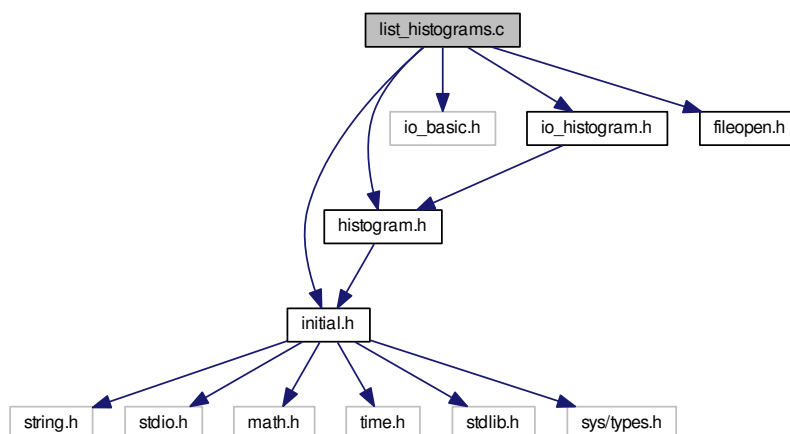 list_histograms.c
io_basic.h
io_histogram.h
fileopen.h
histogram.h
initial.h
string.h
stdio.h
math.h
time.h
stdlib.h
sys/types.h